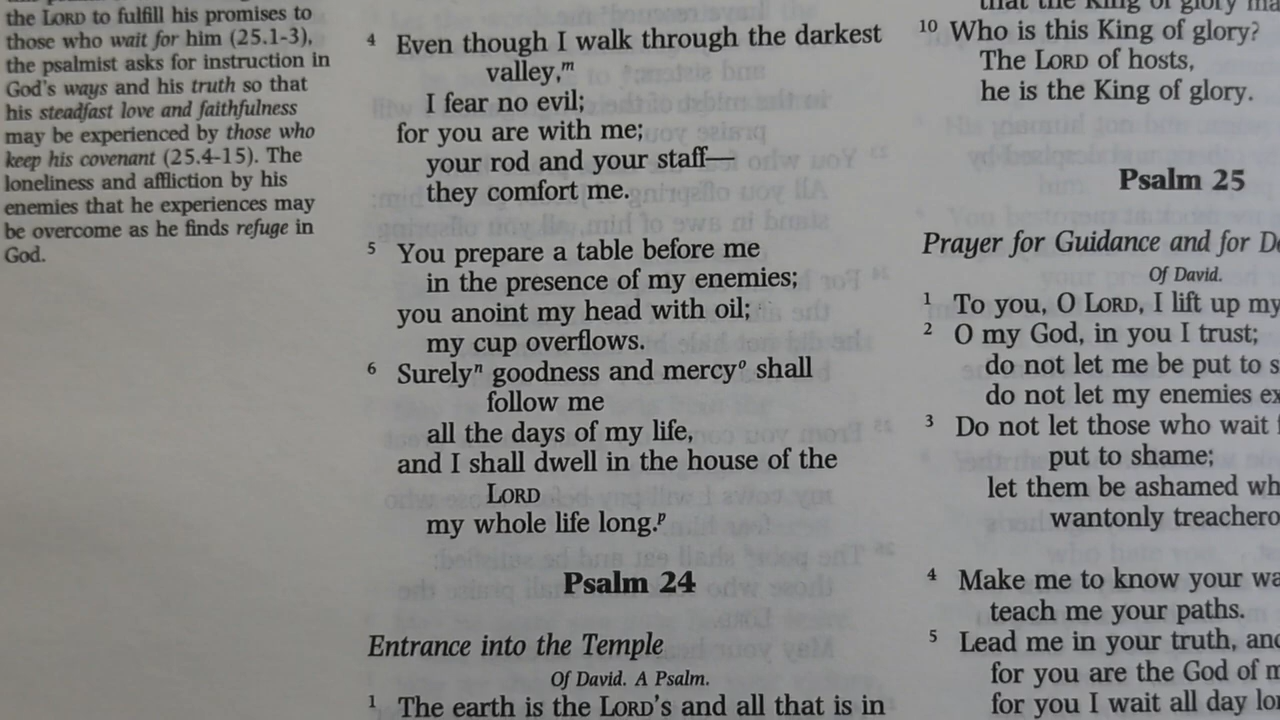 the LORD to fulfill his promises to
those who wait for him (25.1-3),
the psalmist asks for instruction in
God's ways and his truth so that
his steadfast love and faithfulness
may be experienced by those who
keep his covenant (25.4-15). The
loneliness and affliction by his
enemies that he experiences may
be overcome as he finds refuge in
God.
4 Even though I walk through the darkest
valley,m
I fear no evil;
for you are with me;
your rod and your staff—
they comfort me.
5 You prepare a table before me
in the presence of my enemies;
you anoint my head with oil;
my cup overflows.
6 Surelyn goodness and mercyo shall
follow me
all the days of my life,
and I shall dwell in the house of the
LORD
my whole life long.p
Psalm 24
Entrance into the Temple
Of David. A Psalm.
1 The earth is the LORD's and all that is in
that the King of glory
10 Who is this King of glory?
The LORD of hosts,
he is the King of glory.
Psalm 25
Prayer for Guidance and for
Of David.
1 To you, O LORD, I lift up my
2 O my God, in you I trust;
do not let me be put to
do not let my enemies
3 Do not let those who wait
put to shame;
let them be ashamed
wantonly
4 Make me to know your
teach me your paths.
5 Lead me in your truth,
for you are the God of
for you I wait all day